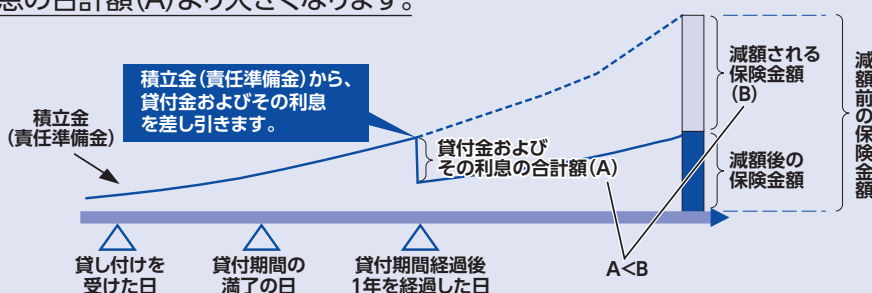 息の合計額（A）より大きくなります。
積立金（責任準備金）から、
貸付金およびその利息
を差し引きます。
積立金
（責任準備金）
貸付金および
その利息の合計額（A）
減額される
保険金額
（B）
減額後の
保険金額
減額前の保険金額
貸し付けを
受けた日
貸付期間の
満了の日
貸付期間経過後
1年を経過した日
A<B